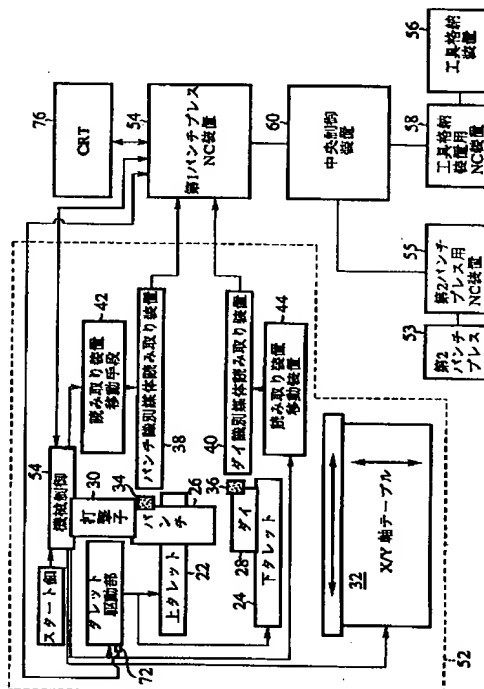 スタート釦
機械制御
54
打撃子
30
タレット
駆動部
72
パンチ
34
26
上タレット
22
ダイ
36
28
下タレット
24
読み取り装置
移動手段
42
パンチ識別媒体読み取り装置
38
ダイ識別媒体読み取り装置
40
読み取り装置
移動装置
44
32
X/Y軸テーブル
52
CRT
76
第1パンチプレス
NC装置
54
中央制御
装置
60
第2
パンチプレス
53
第2パンチ
プレス用
NC装置
55
工具格納
装置用
NC装置
58
工具格納
装置
56